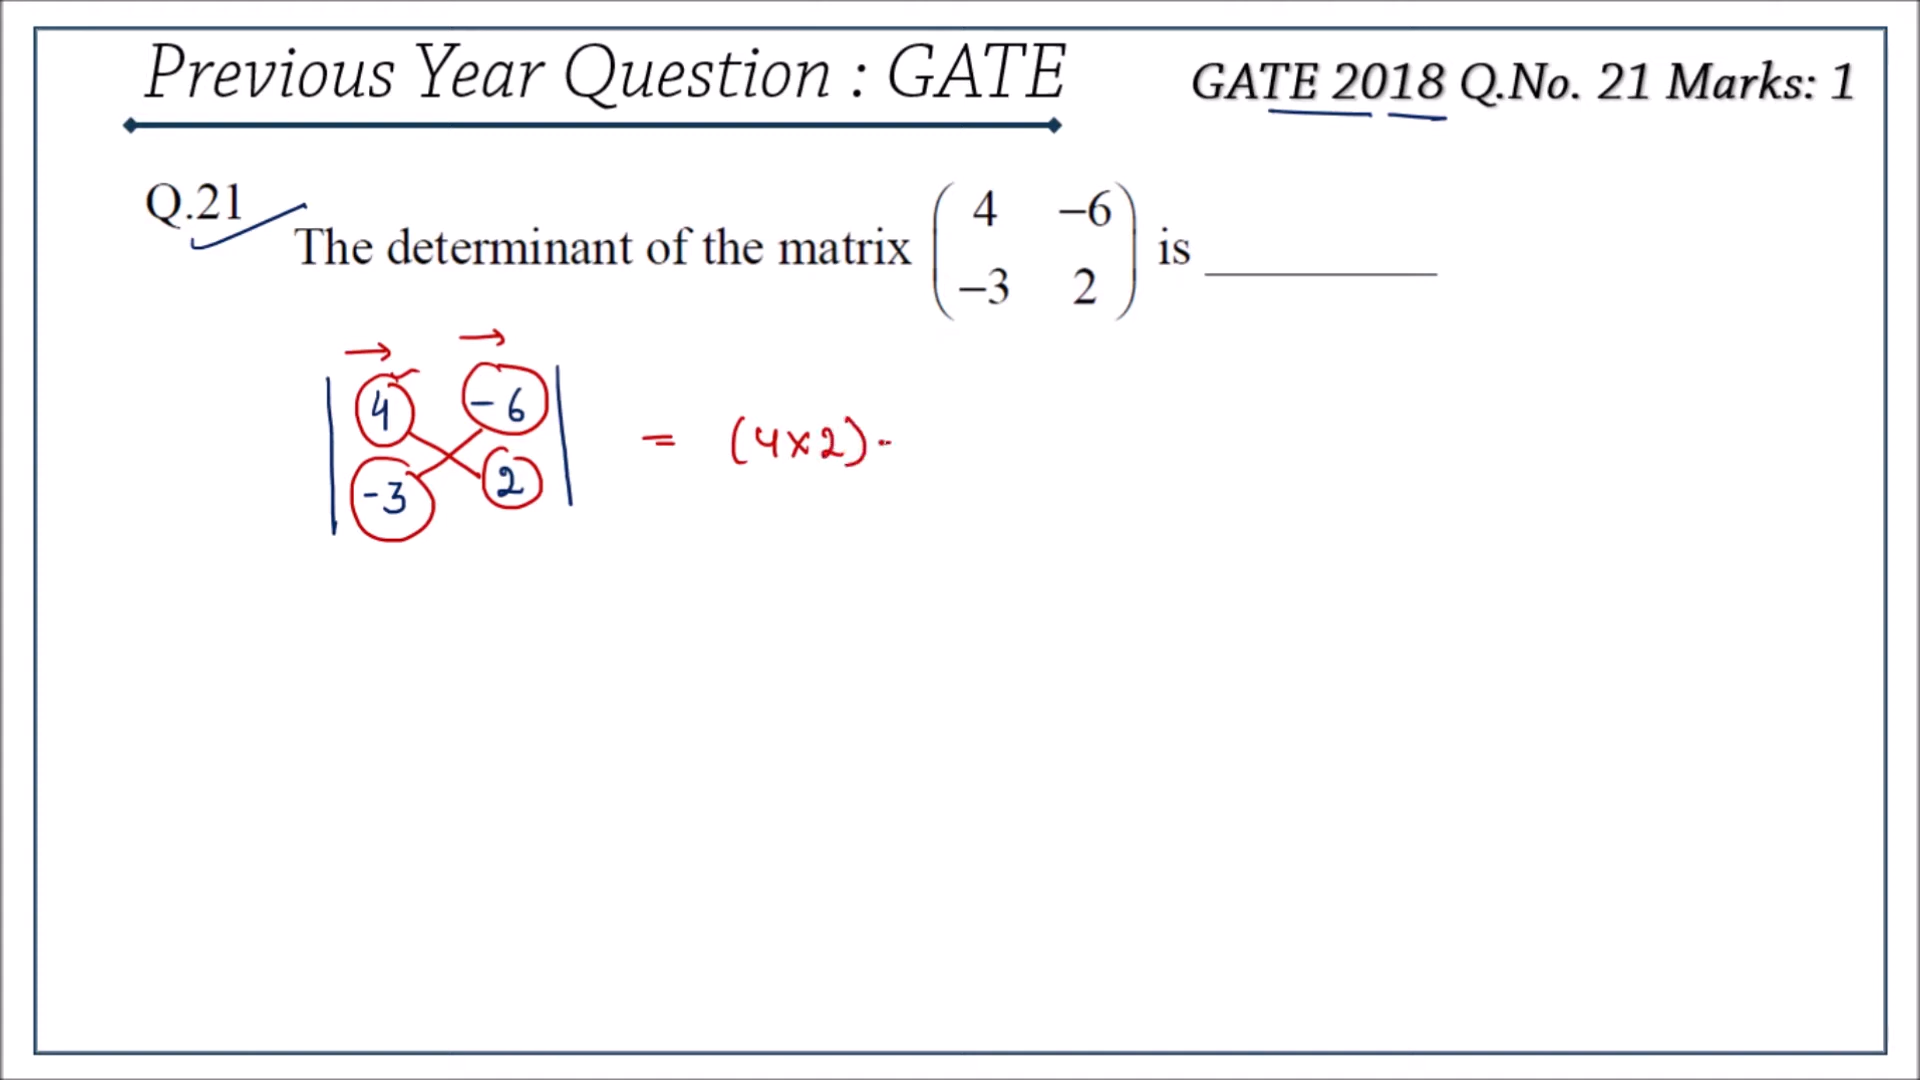 Previous Year Question : GATE
GATE 2018 Q.No. 21 Marks: 1
Q.21
The determinant of the matrix ( 4 −6 ; −3 2 ) is __________
| 4 -6 |
| -3 2 | = (4×2) -